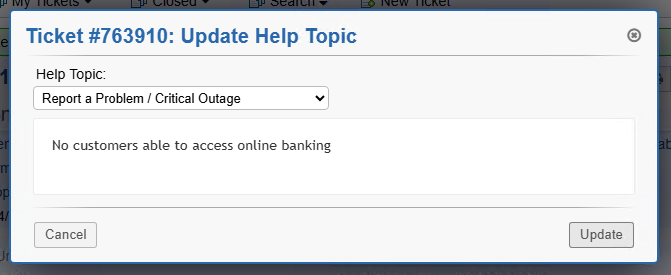 My Tickets Closed Search New Ticket
Ticket #763910: Update Help Topic
Help Topic:
Report a Problem / Critical Outage
No customers able to access online banking
Cancel Update